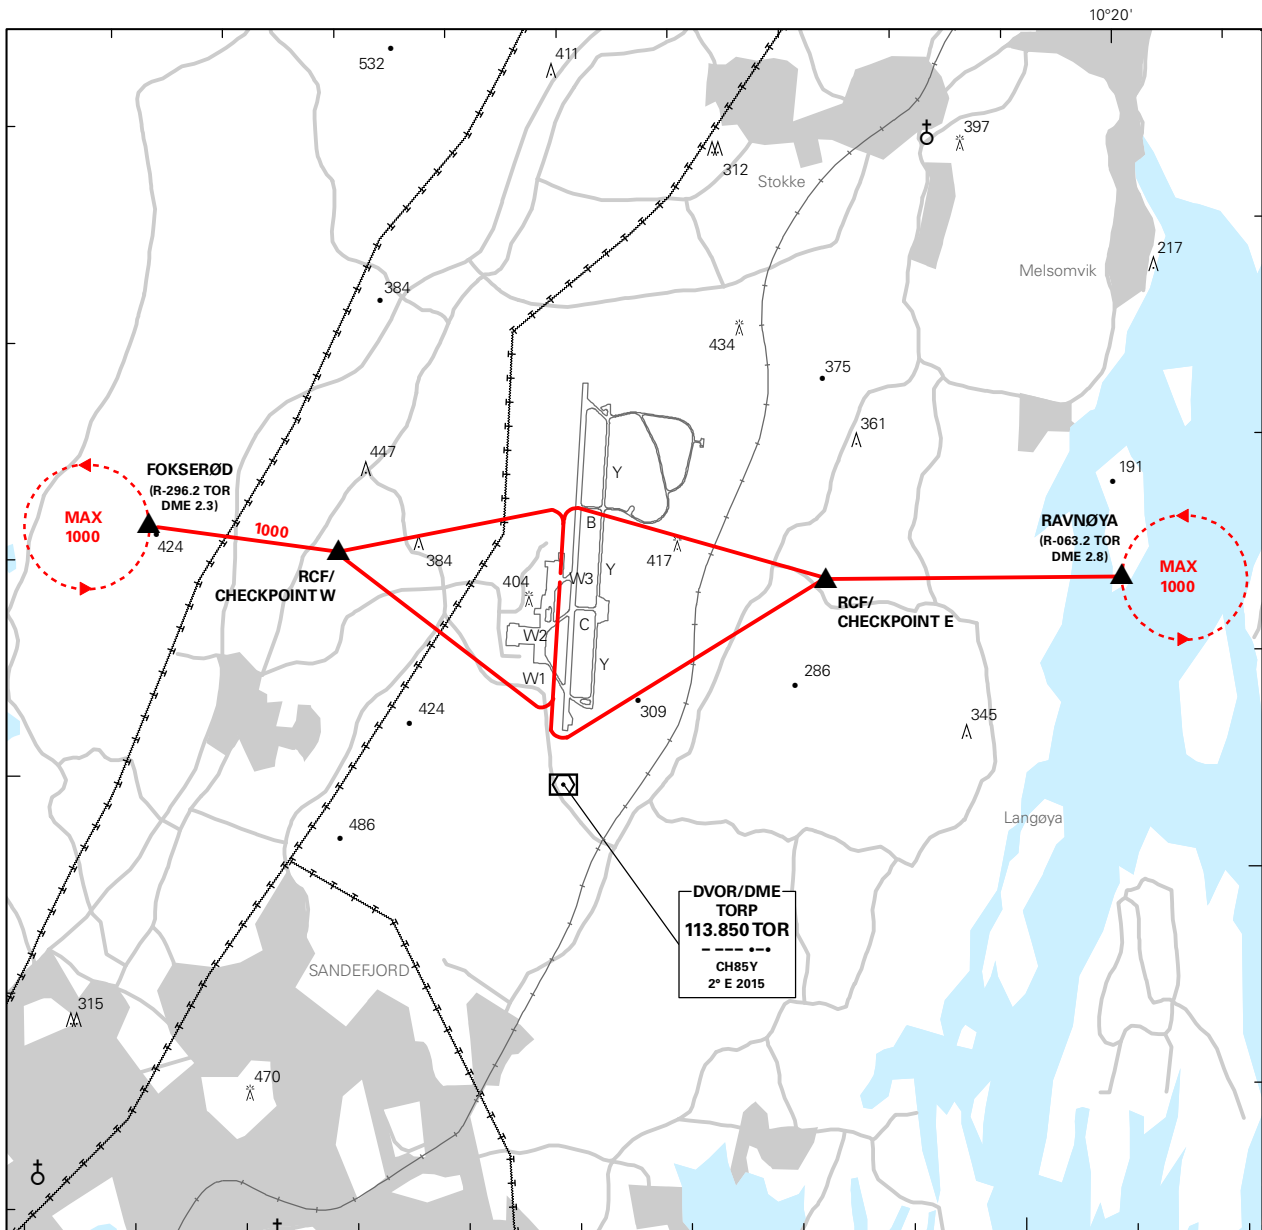 10°20'
532
411
397
312
Stokke
217
Melsomvik
384
434
375
361
447
191
FOKSERØD
(R-296.2 TOR
DME 2.3)
Y
MAX
1000
1000
424
B
RAVNØYA
(R-063.2 TOR
DME 2.8)
384
417
MAX
1000
RCF/
CHECKPOINT W
404
W3
Y
RCF/
CHECKPOINT E
C
W2
Y
W1
286
309
424
345
Langøya
486
DVOR/DME
TORP
113.850 TOR
CH85Y
2° E 2015
SANDEFJORD
315
470